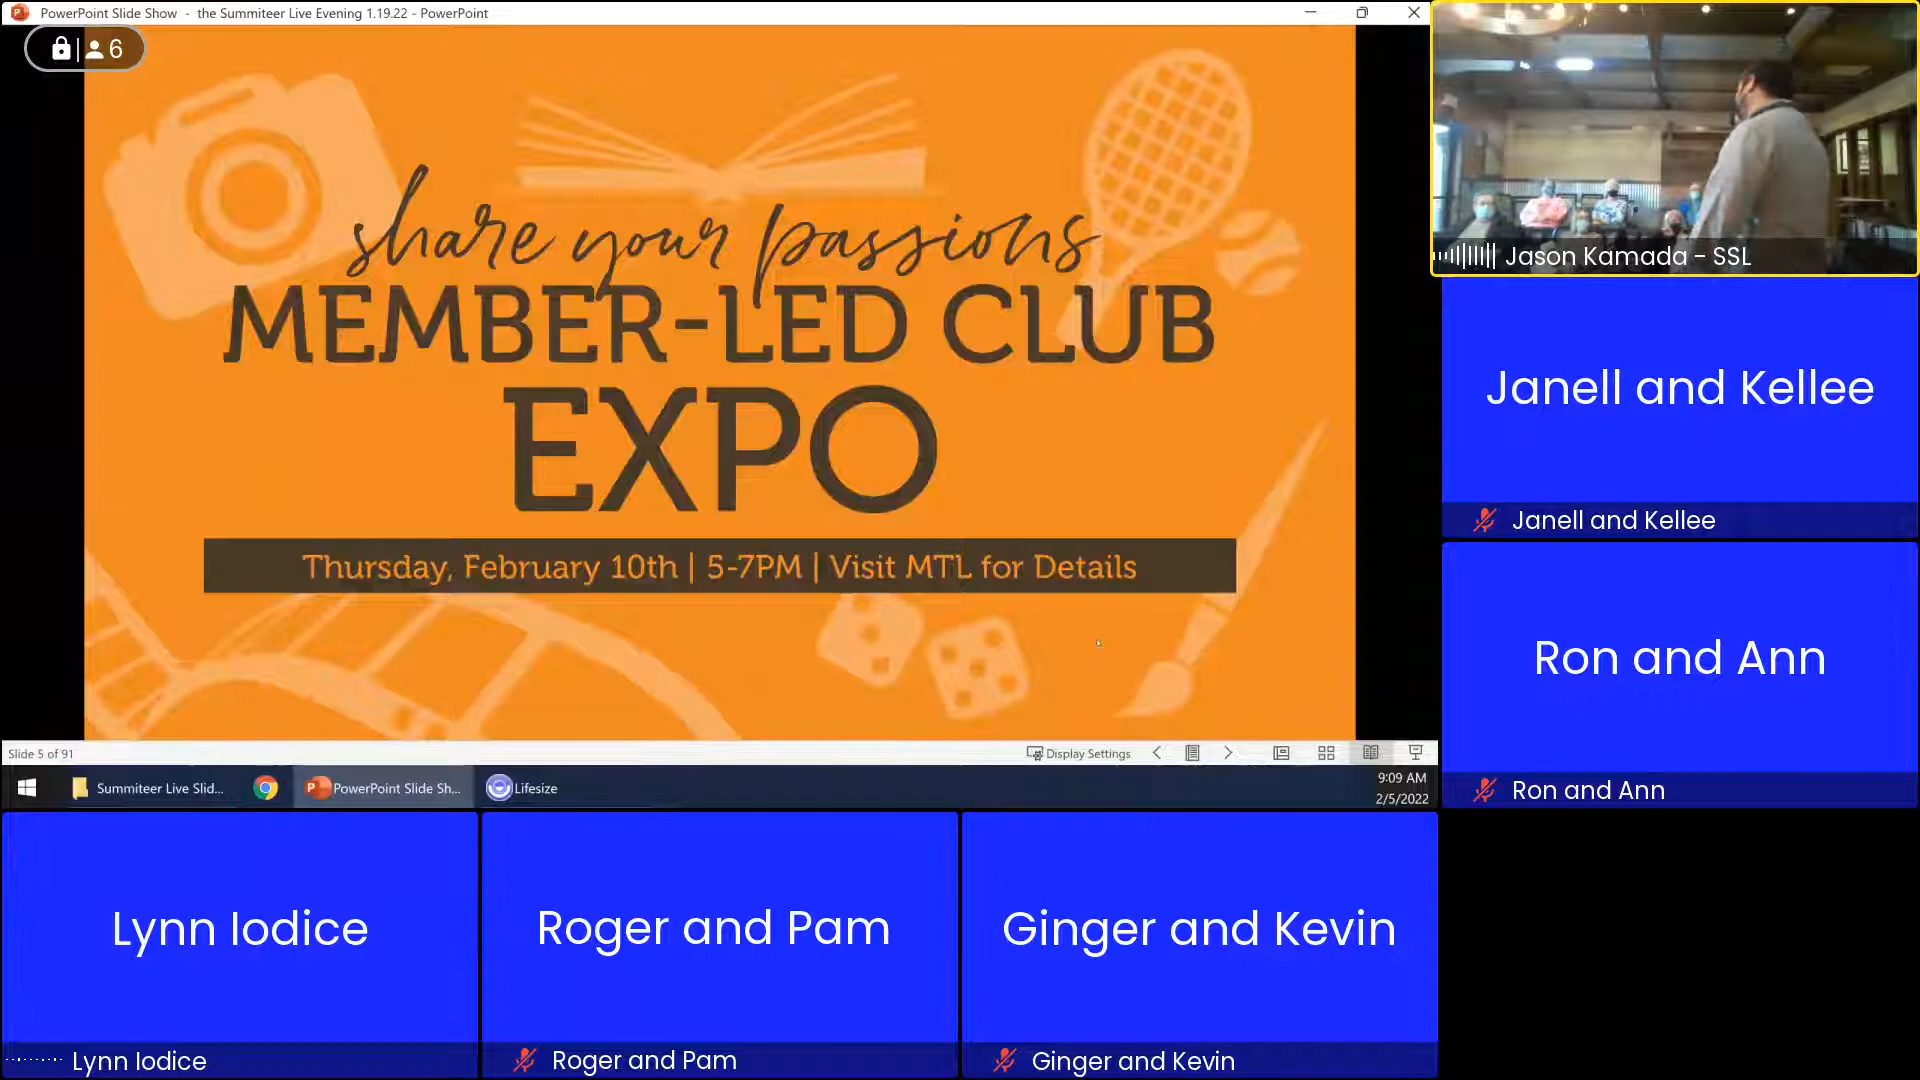 PowerPoint Slide Show - the Summiteer Live Evening 1.19.22 - PowerPoint
6
share your passions
MEMBER-LED CLUB
EXPO
Thursday, February 10th | 5-7PM | Visit MTL for Details
Slide 5 of 91
Display Settings
Summiteer Live Slid...
PowerPoint Slide Sh...
Lifesize
9:09 AM
2/5/2022
Jason Kamada - SSL
Janell and Kellee
Janell and Kellee
Ron and Ann
Ron and Ann
Lynn Iodice
Lynn Iodice
Roger and Pam
Roger and Pam
Ginger and Kevin
Ginger and Kevin